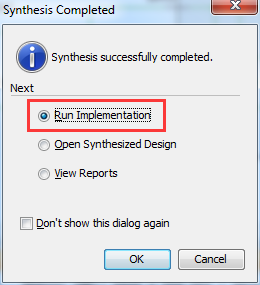 Synthesis Completed
Synthesis successfully completed.
Next
Run Implementation
Open Synthesized Design
View Reports
Don't show this dialog again
OK
Cancel